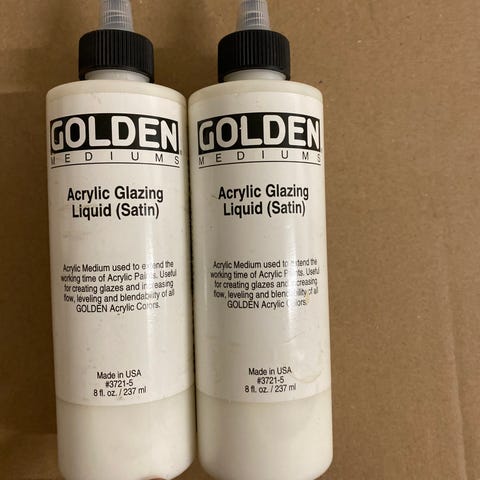 GOLDEN
MEDIUMS
Acrylic Glazing
Liquid (Satin)
Acrylic Medium used to extend the
working time of Acrylic Paints. Useful
for creating glazes and increasing
flow, leveling and blendability of all
GOLDEN Acrylic Colors.
Made in USA
#3721-5
8 fl. oz. / 237 ml
GOLDEN
MEDIUMS
Acrylic Glazing
Liquid (Satin)
Acrylic Medium used to extend the
working time of Acrylic Paints. Useful
for creating glazes and increasing
flow, leveling and blendability of all
GOLDEN Acrylic Colors.
Made in USA
#3721-5
8 fl. oz. / 237 ml